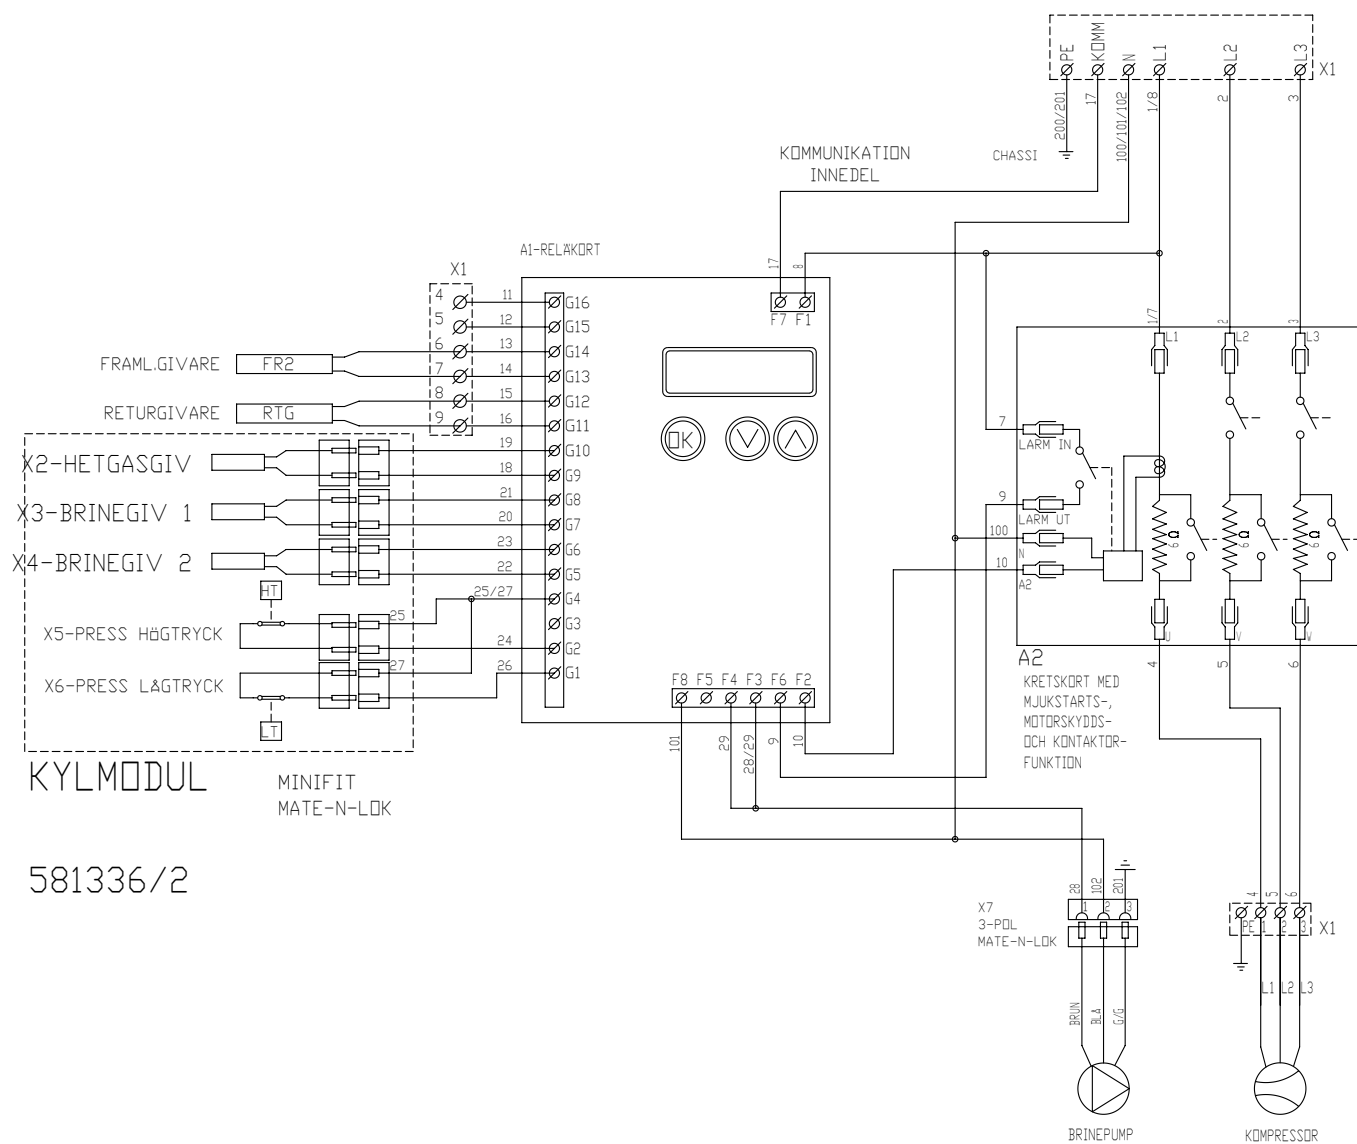 PE
KOMM
N
L1
L2
L3
X1
200/201
17
100/101/102
1/8
2
3
CHASSI
KOMMUNIKATION
INNEDEL
A1-RELÄKORT
17
8
F7 F1
X1
4
11
G16
5
12
G15
6
13
G14
7
14
G13
8
15
G12
9
16
G11
FRAML.GIVARE
FR2
RETURGIVARE
RTG
OK
X2-HETGASGIV
19
G10
18
G9
X3-BRINEGIV 1
21
G8
20
G7
X4-BRINEGIV 2
23
G6
22
G5
HT
25/27
G4
25
G3
X5-PRESS HÖGTRYCK
24
G2
27
26
G1
X6-PRESS LÅGTRYCK
LT
KYLMODUL
MINIFIT
MATE-N-LOK
581336/2
F8 F5 F4 F3 F6 F2
101
29
28/29
9
10
1/7
2
3
L1
L2
L3
7
LARM IN
9
LARM UT
100
N
10
A2
6 Ω
6 Ω
6 Ω
U
V
W
A2
4
5
6
KRETSKORT MED
MJUKSTARTS-,
MOTORSKYDDS-
OCH KONTAKTOR-
FUNKTION
28
102
201
X7
3-POL
MATE-N-LOK
1 2 3
BRUN
BLÅ
G/G
BRINEPUMP
4
5
6
PE 1 2 3
X1
L1 L2 L3
KOMPRESSOR